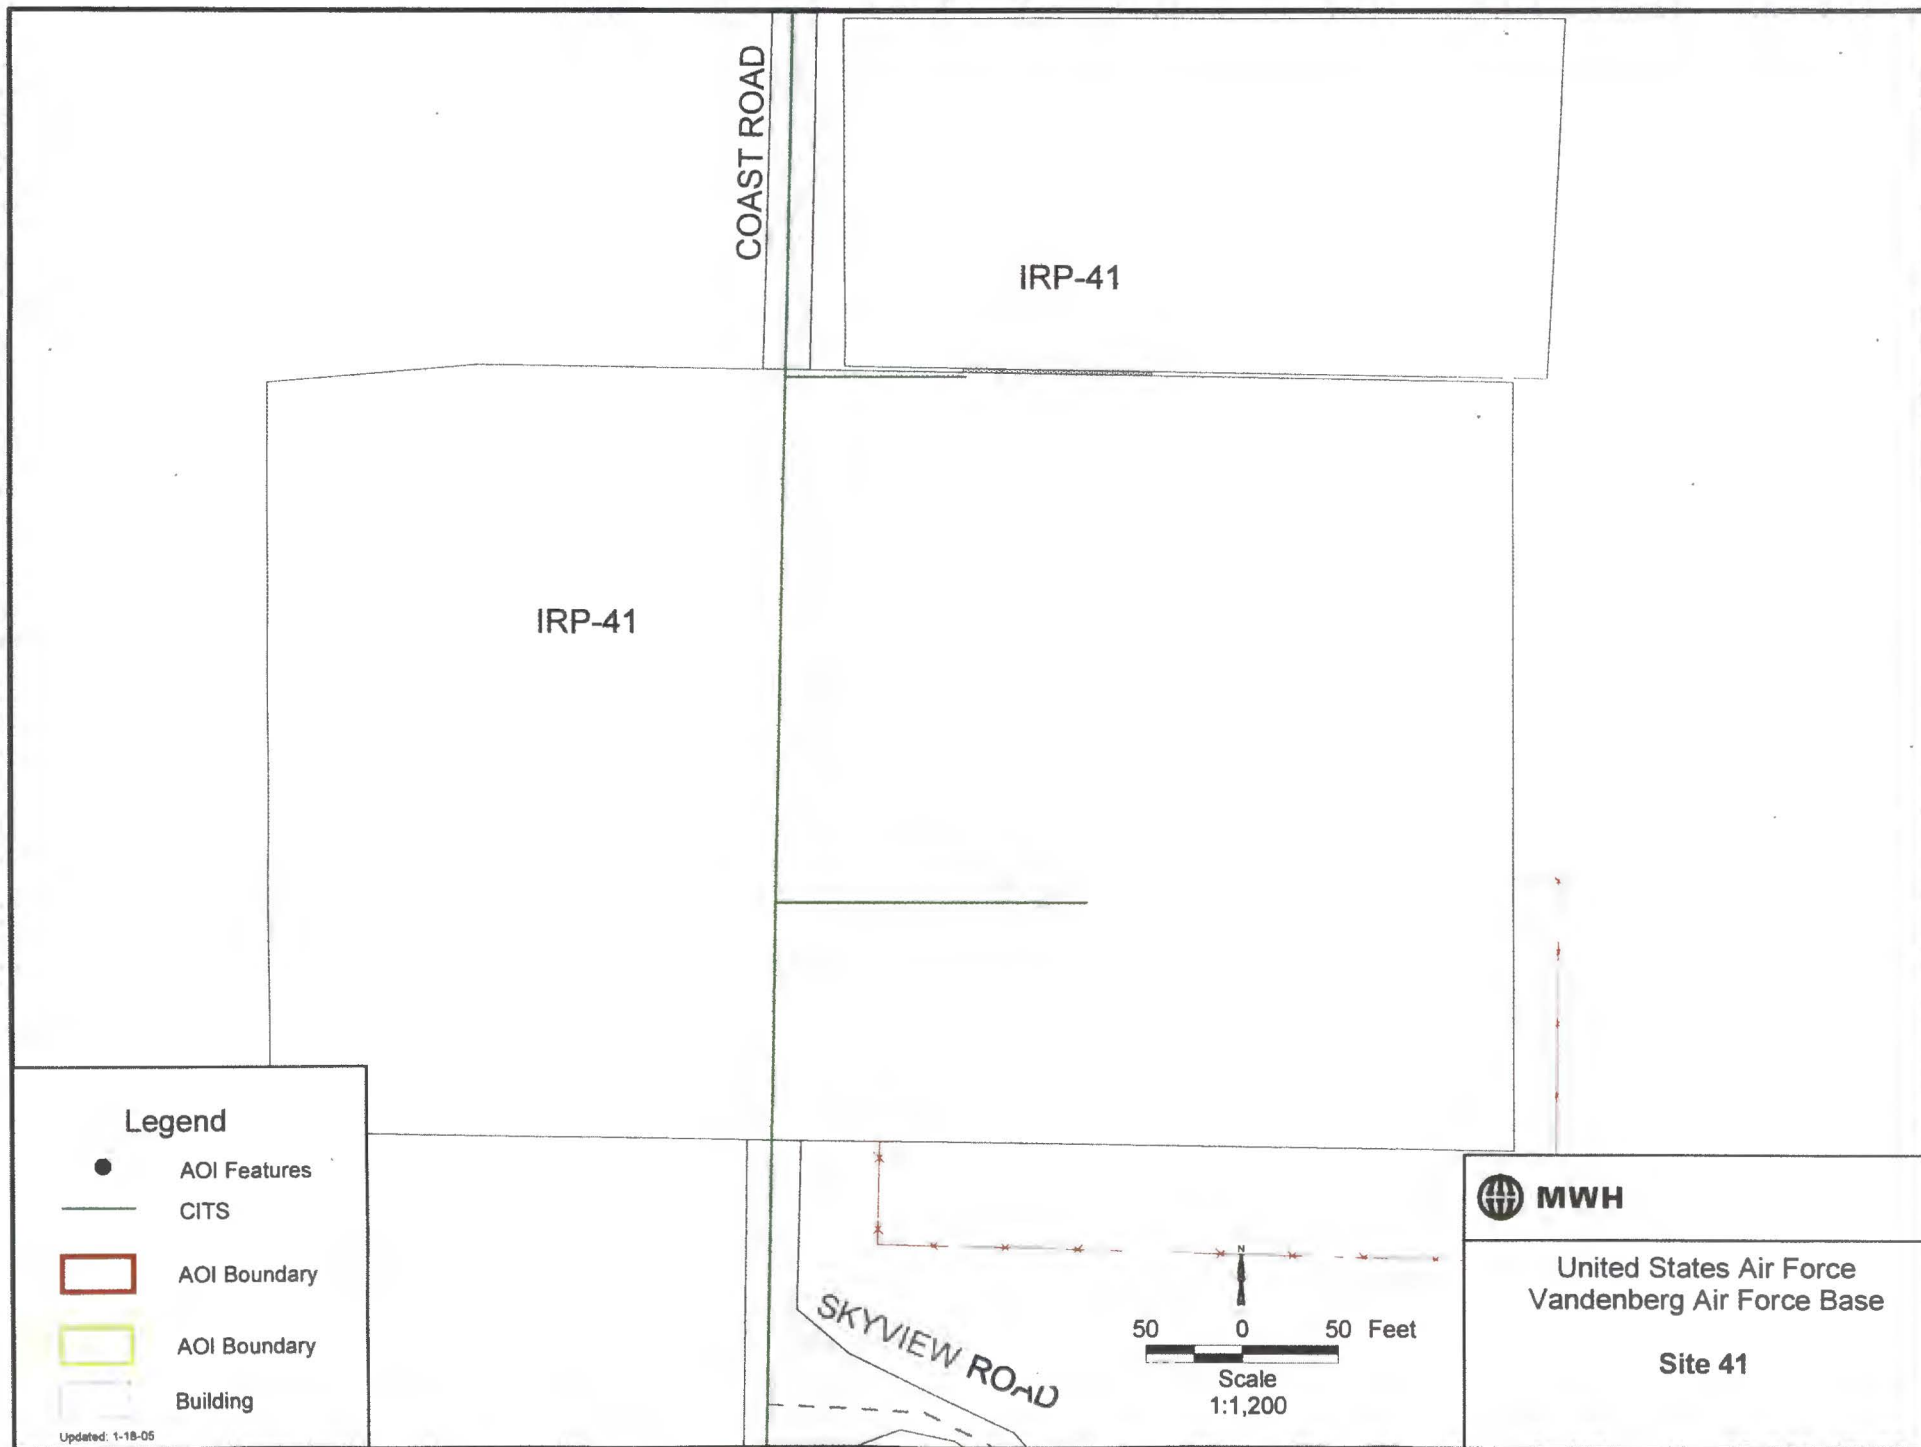 COAST ROAD
IRP-41
IRP-41
Legend
AOI Features
CITS
AOI Boundary
AOI Boundary
Building
Updated: 1-18-05
SKYVIEW ROAD
N
50 0 50 Feet
Scale
1:1,200
MWH
United States Air Force
Vandenberg Air Force Base
Site 41